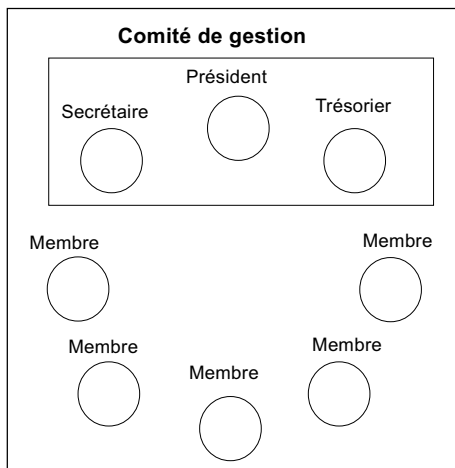 Comité de gestion
Président
Secrétaire
Trésorier
Membre
Membre
Membre
Membre
Membre